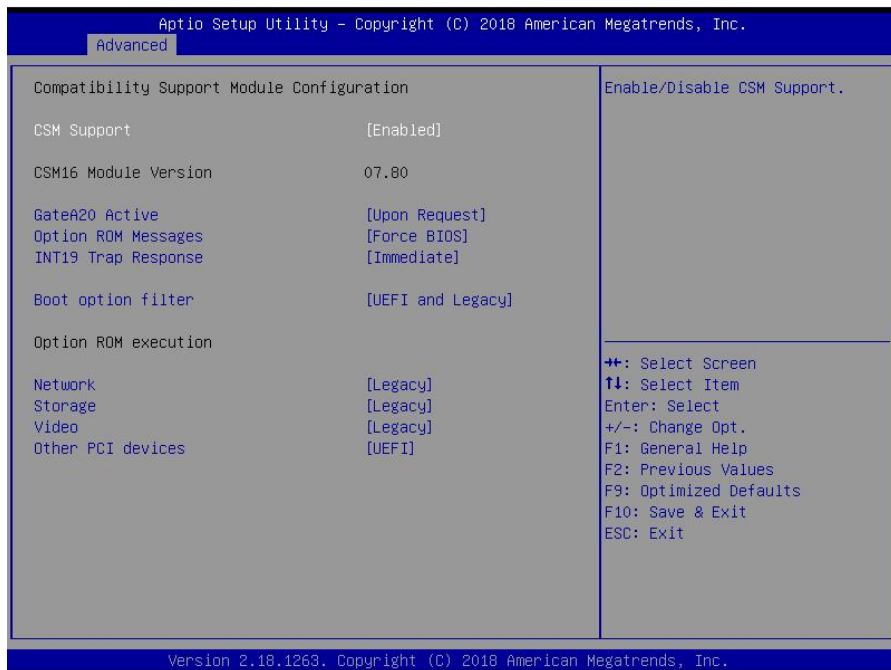 Aptio Setup Utility – Copyright (C) 2018 American Megatrends, Inc.
Advanced
Compatibility Support Module Configuration
CSM Support [Enabled]
CSM16 Module Version 07.80
GateA20 Active [Upon Request]
Option ROM Messages [Force BIOS]
INT19 Trap Response [Immediate]
Boot option filter [UEFI and Legacy]
Option ROM execution
Network [Legacy]
Storage [Legacy]
Video [Legacy]
Other PCI devices [UEFI]
Enable/Disable CSM Support.
→←: Select Screen
↑↓: Select Item
Enter: Select
+/-: Change Opt.
F1: General Help
F2: Previous Values
F9: Optimized Defaults
F10: Save & Exit
ESC: Exit
Version 2.18.1263. Copyright (C) 2018 American Megatrends, Inc.